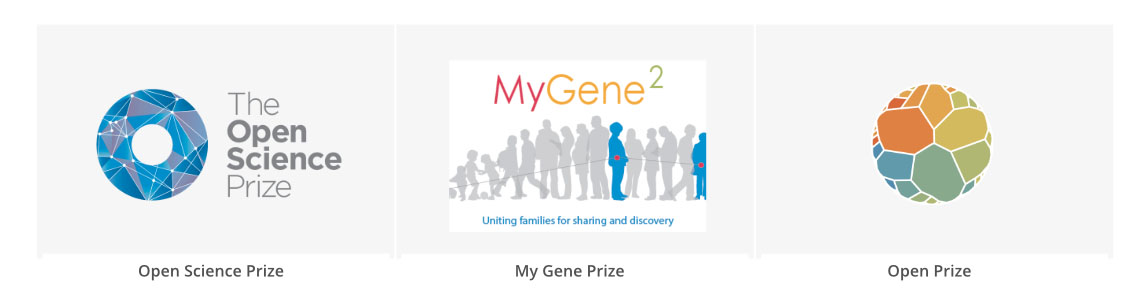 The
Open
Science
Prize
MyGene2
Uniting families for sharing and discovery
Open Science Prize
My Gene Prize
Open Prize